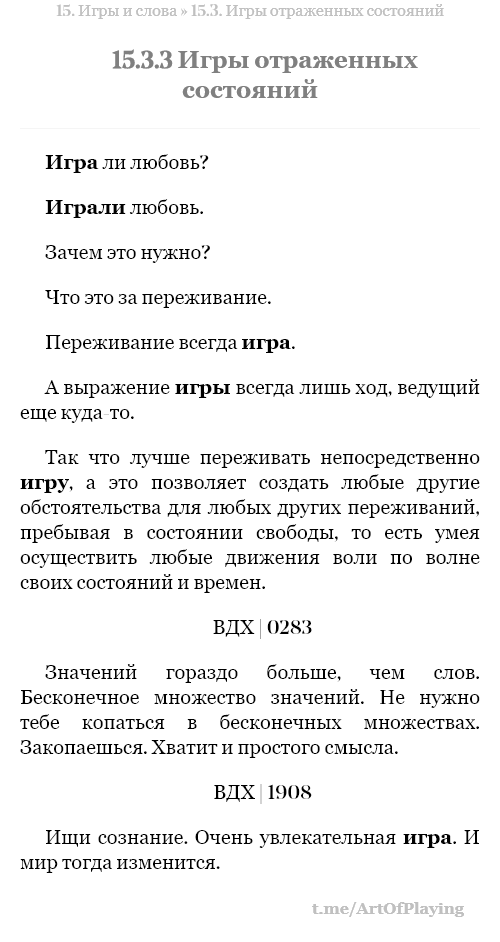 15. Игры и слова » 15.3. Игры отраженных состояний
15.3.3 Игры отраженных
состояний
Игра ли любовь?
Играли любовь.
Зачем это нужно?
Что это за переживание.
Переживание всегда игра.
А выражение игры всегда лишь ход, ведущий
еще куда-то.
Так что лучше переживать непосредственно
игру, а это позволяет создать любые другие
обстоятельства для любых других переживаний,
пребывая в состоянии свободы, то есть умея
осуществить любые движения воли по волне
своих состояний и времен.
ВДХ | 0283
Значений гораздо больше, чем слов.
Бесконечное множество значений. Не нужно
тебе копаться в бесконечных множествах.
Закопаешься. Хватит и простого смысла.
ВДХ | 1908
Ищи сознание. Очень увлекательная игра. И
мир тогда изменится.
t.me/ArtOfPlaying